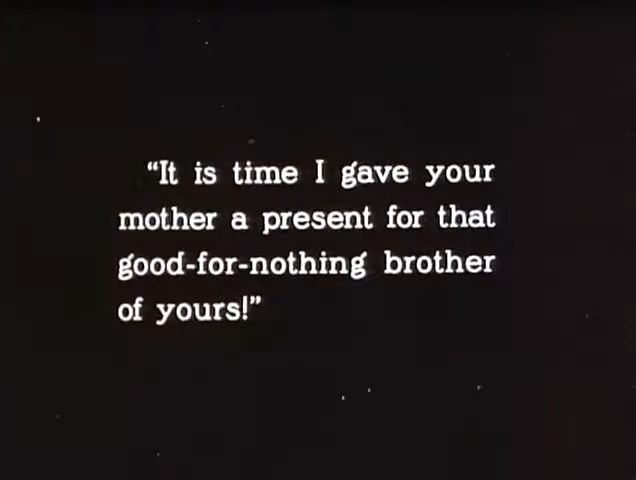 “It is time I gave your
mother a present for that
good-for-nothing brother
of yours!”